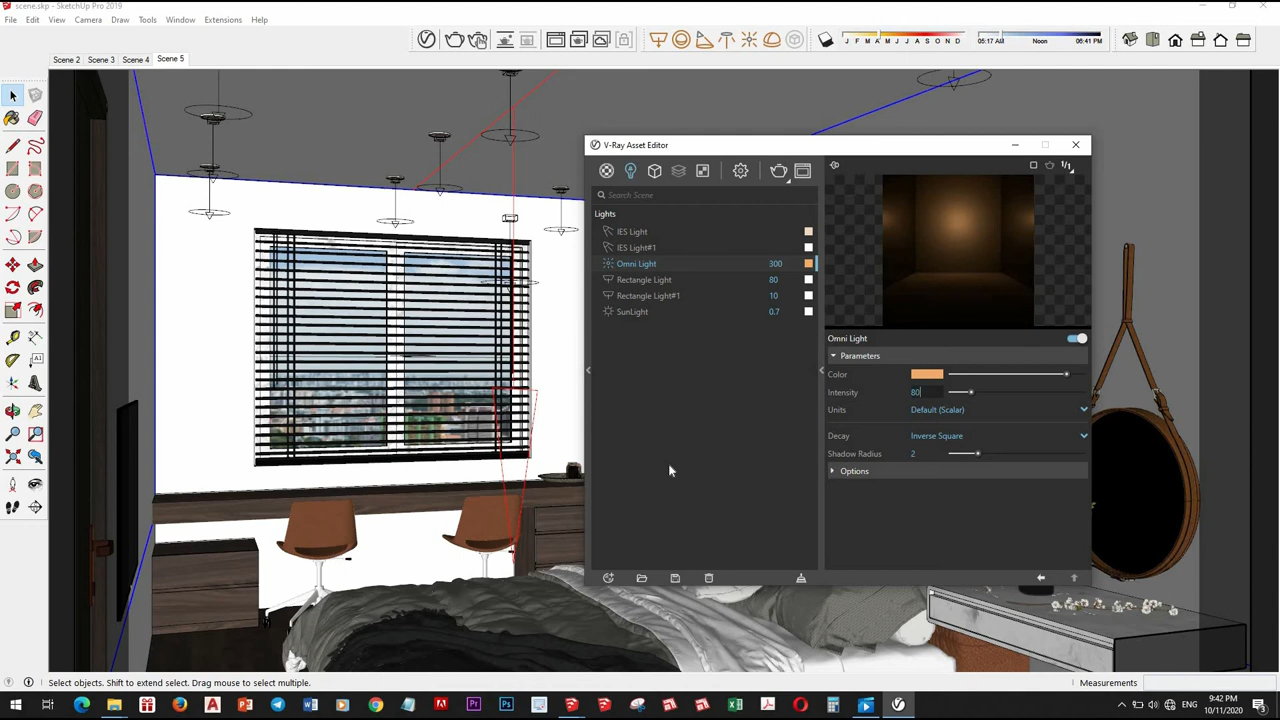 scene.skp - SketchUp Pro 2019
File Edit View Camera Draw Tools Window Extensions Help
J F M A M J J A S O N D
05:17 AM Noon 06:41 PM
Scene 2 Scene 3 Scene 4 Scene 5
V-Ray Asset Editor
Search Scene
Lights
IES Light
IES Light#1
Omni Light 300
Rectangle Light 80
Rectangle Light#1 10
SunLight 0.7
1/1
Omni Light
Parameters
Color
Intensity 80
Units Default (Scalar)
Decay Inverse Square
Shadow Radius 2
Options
A1
Select objects. Shift to extend select. Drag mouse to select multiple.
Measurements
ENG
9:42 PM
10/11/2020